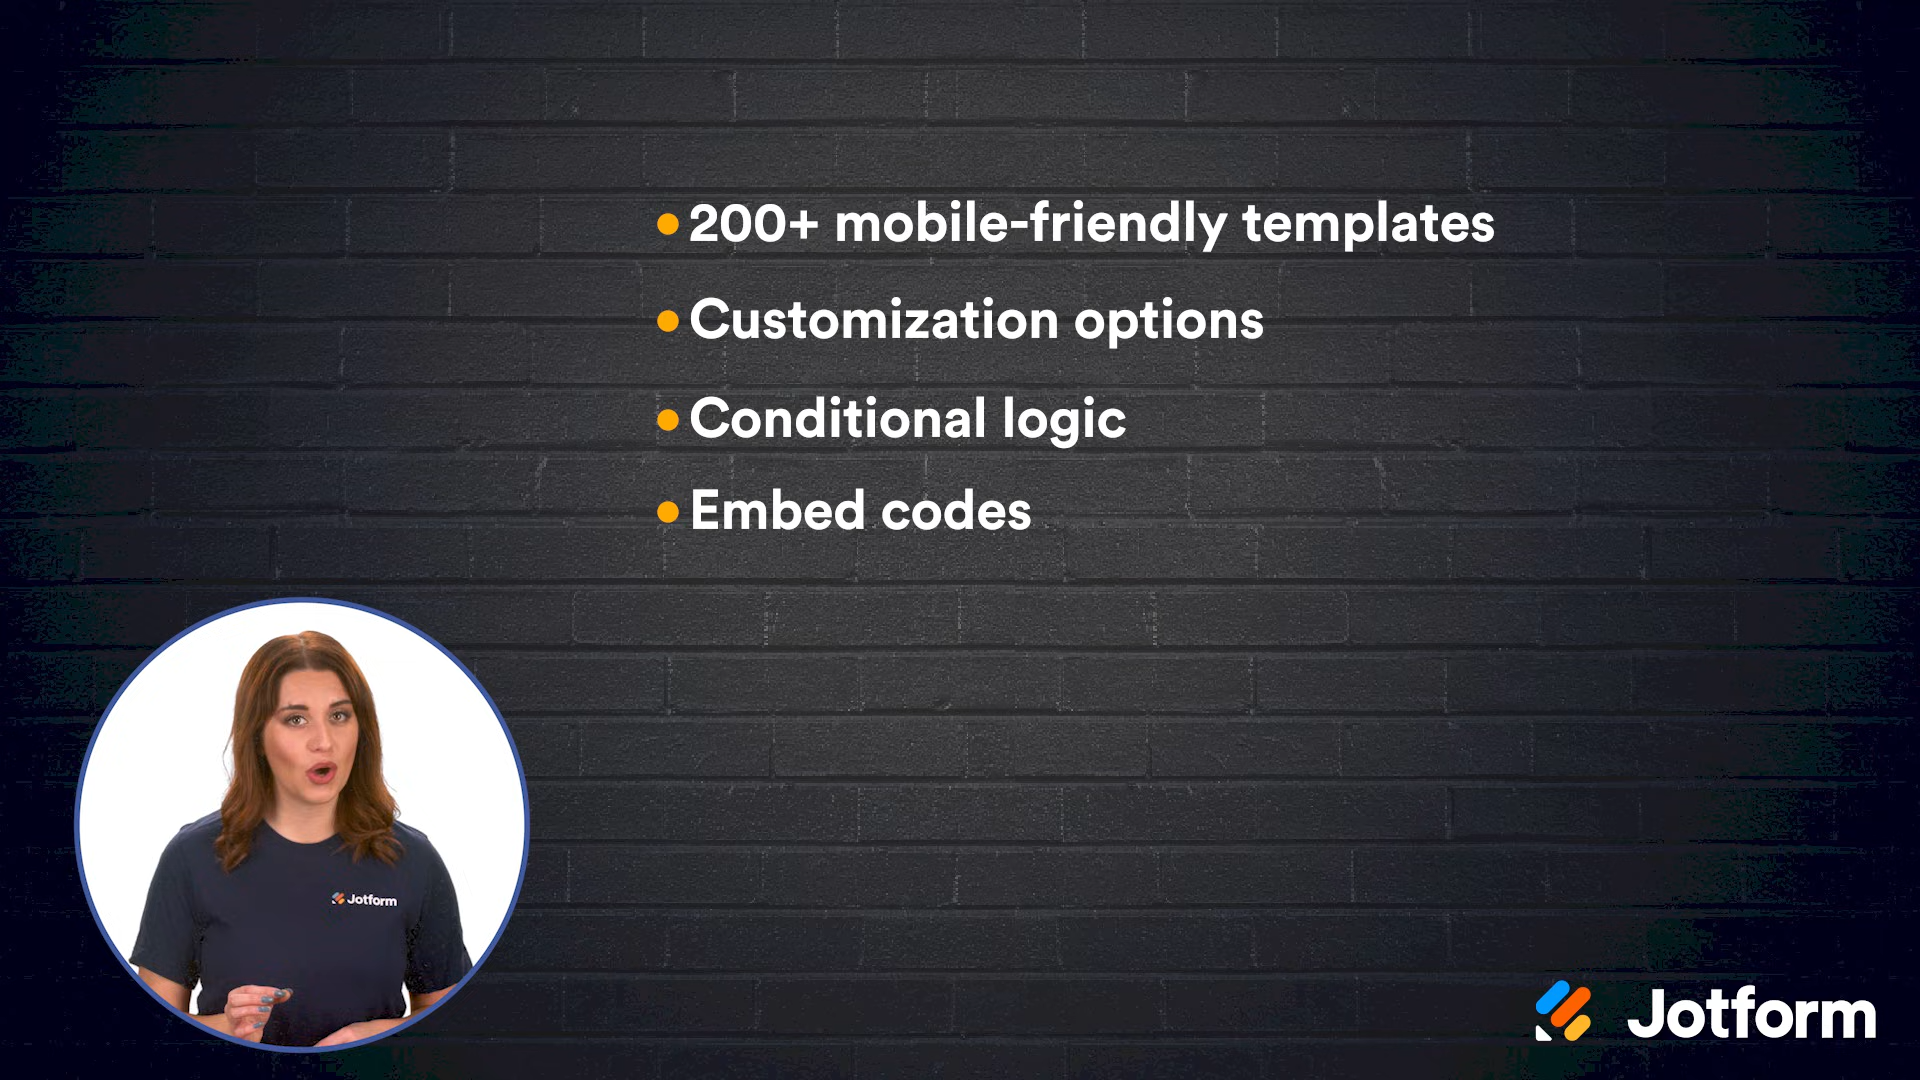 200+ mobile-friendly templates
Customization options
Conditional logic
Embed codes
Jotform
Jotform